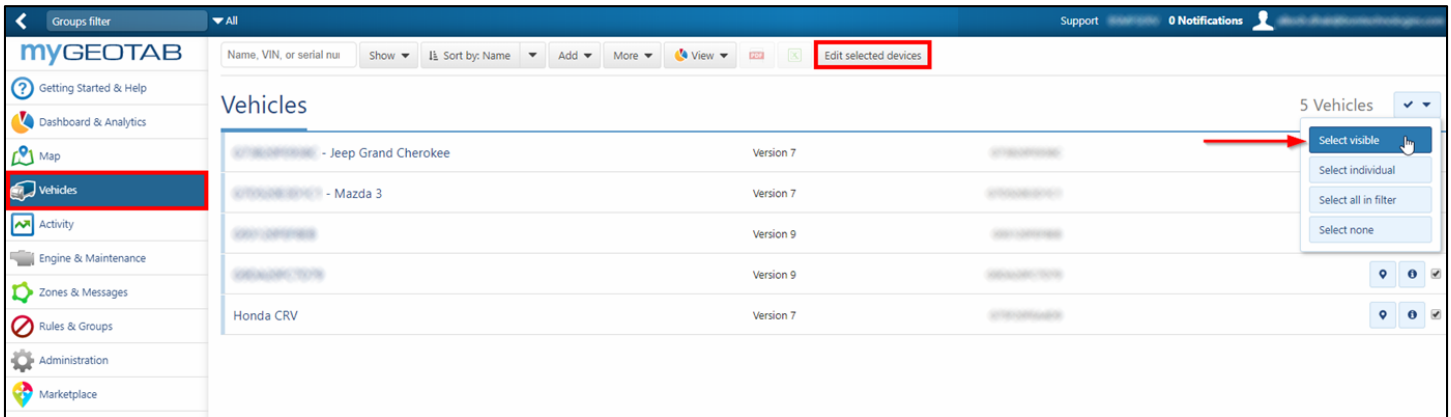 Groups filter
All
Support
0 Notifications
myGEOTAB
Name, VIN, or serial nu
Show
Sort by: Name
Add
More
View
Edit selected devices
Getting Started & Help
Dashboard & Analytics
Map
Vehicles
Activity
Engine & Maintenance
Zones & Messages
Rules & Groups
Administration
Marketplace
Vehicles
5 Vehicles
Select visible
Select individual
Select all in filter
Select none
- Jeep Grand Cherokee
Version 7
- Mazda 3
Version 7
Version 9
Version 9
Honda CRV
Version 7